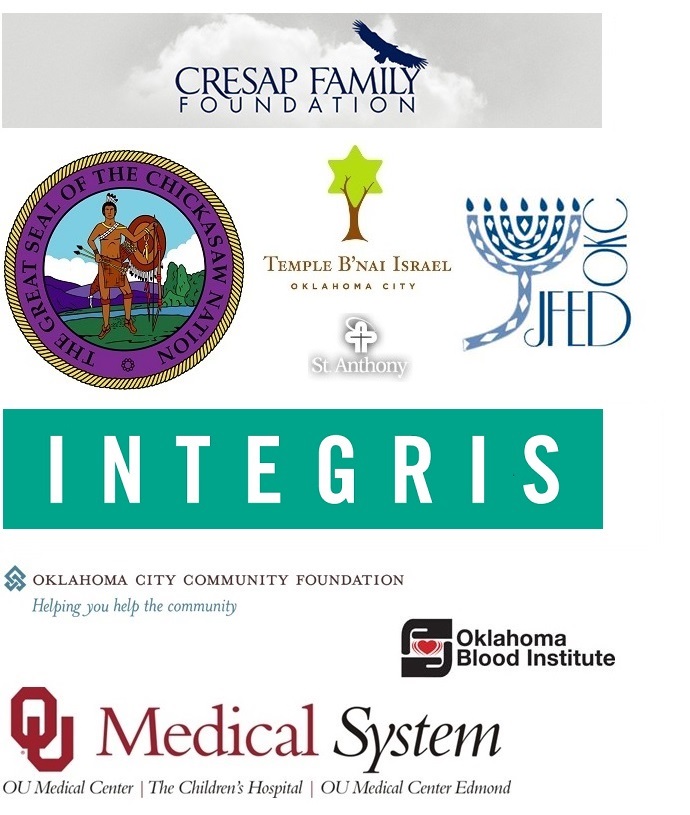 CRESAP FAMILY
FOUNDATION
THE GREAT SEAL OF THE CHICKASAW NATION
TEMPLE B'NAI ISRAEL
OKLAHOMA CITY
JFED OKC
St. Anthony
INTEGRIS
OKLAHOMA CITY COMMUNITY FOUNDATION
Helping you help the community
Oklahoma
Blood Institute
OU Medical System
OU Medical Center | The Children's Hospital | OU Medical Center Edmond